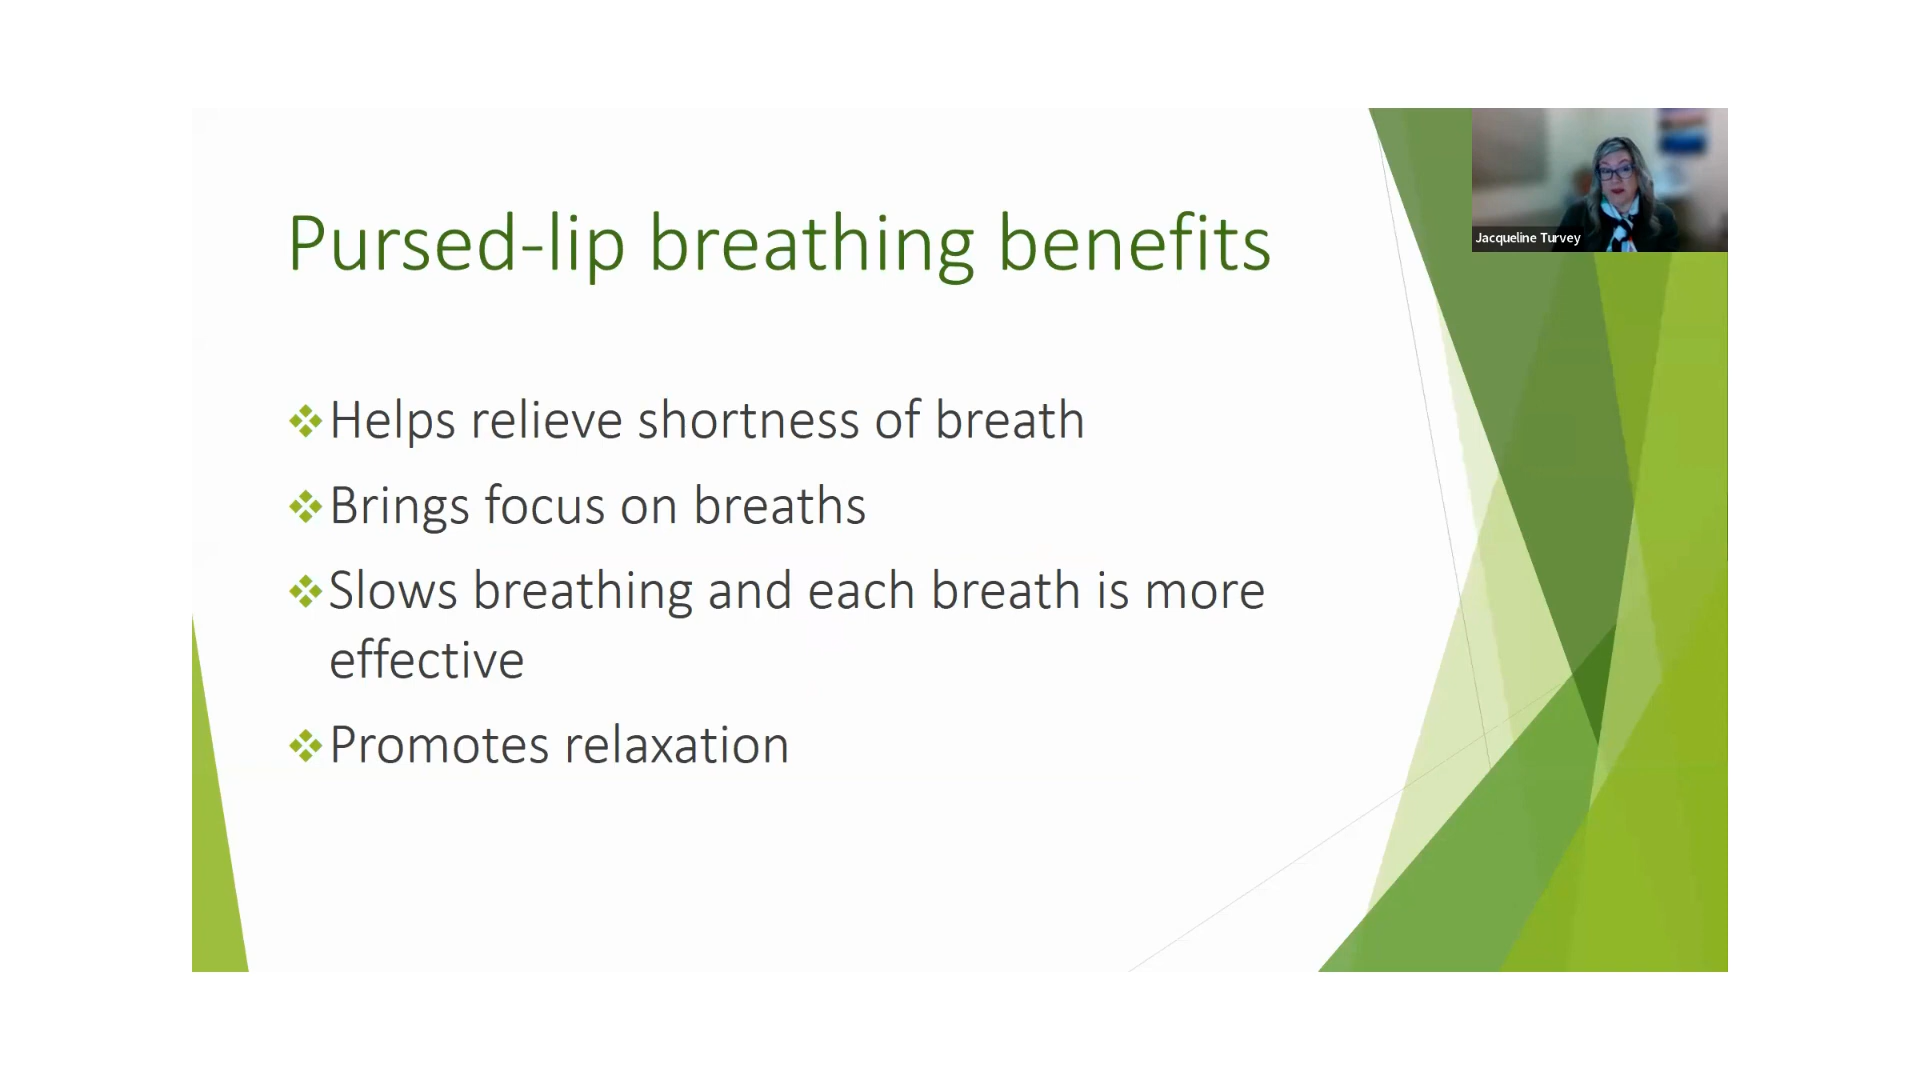 Pursed-lip breathing benefits
Jacqueline Turvey
Helps relieve shortness of breath
Brings focus on breaths
Slows breathing and each breath is more
effective
Promotes relaxation